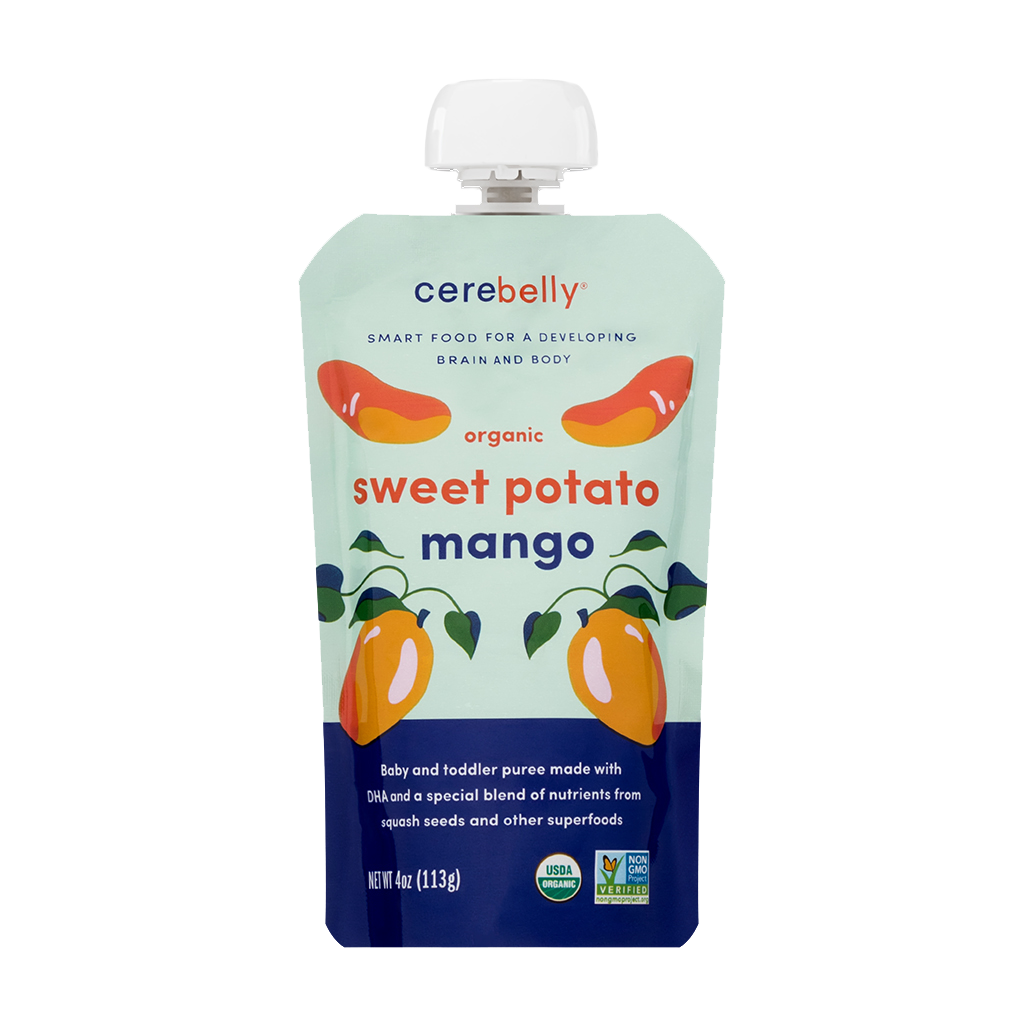 cerebelly®
SMART FOOD FOR A DEVELOPING
BRAIN AND BODY
organic
sweet potato
mango
Baby and toddler puree made with
DHA and a special blend of nutrients from
squash seeds and other superfoods
NET WT 4oz (113g)
USDA
ORGANIC
NON
GMO
Project
VERIFIED
nongmoproject.org